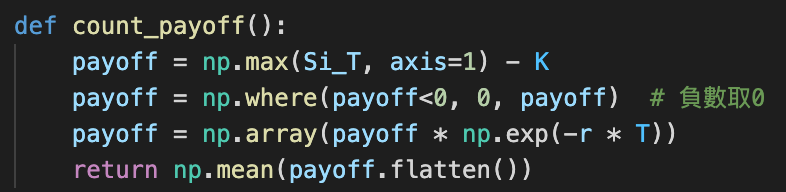 def count_payoff():
    payoff = np.max(Si_T, axis=1) - K
    payoff = np.where(payoff<0, 0, payoff)  # 負數取0
    payoff = np.array(payoff * np.exp(-r * T))
    return np.mean(payoff.flatten())